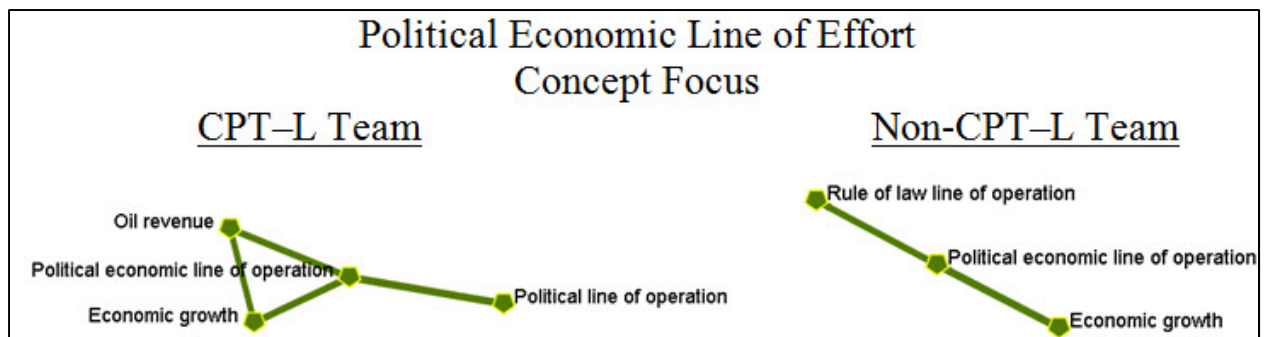 Political Economic Line of Effort
Concept Focus
CPT–L Team
Oil revenue
Political economic line of operation
Economic growth
Political line of operation
Non-CPT–L Team
Rule of law line of operation
Political economic line of operation
Economic growth